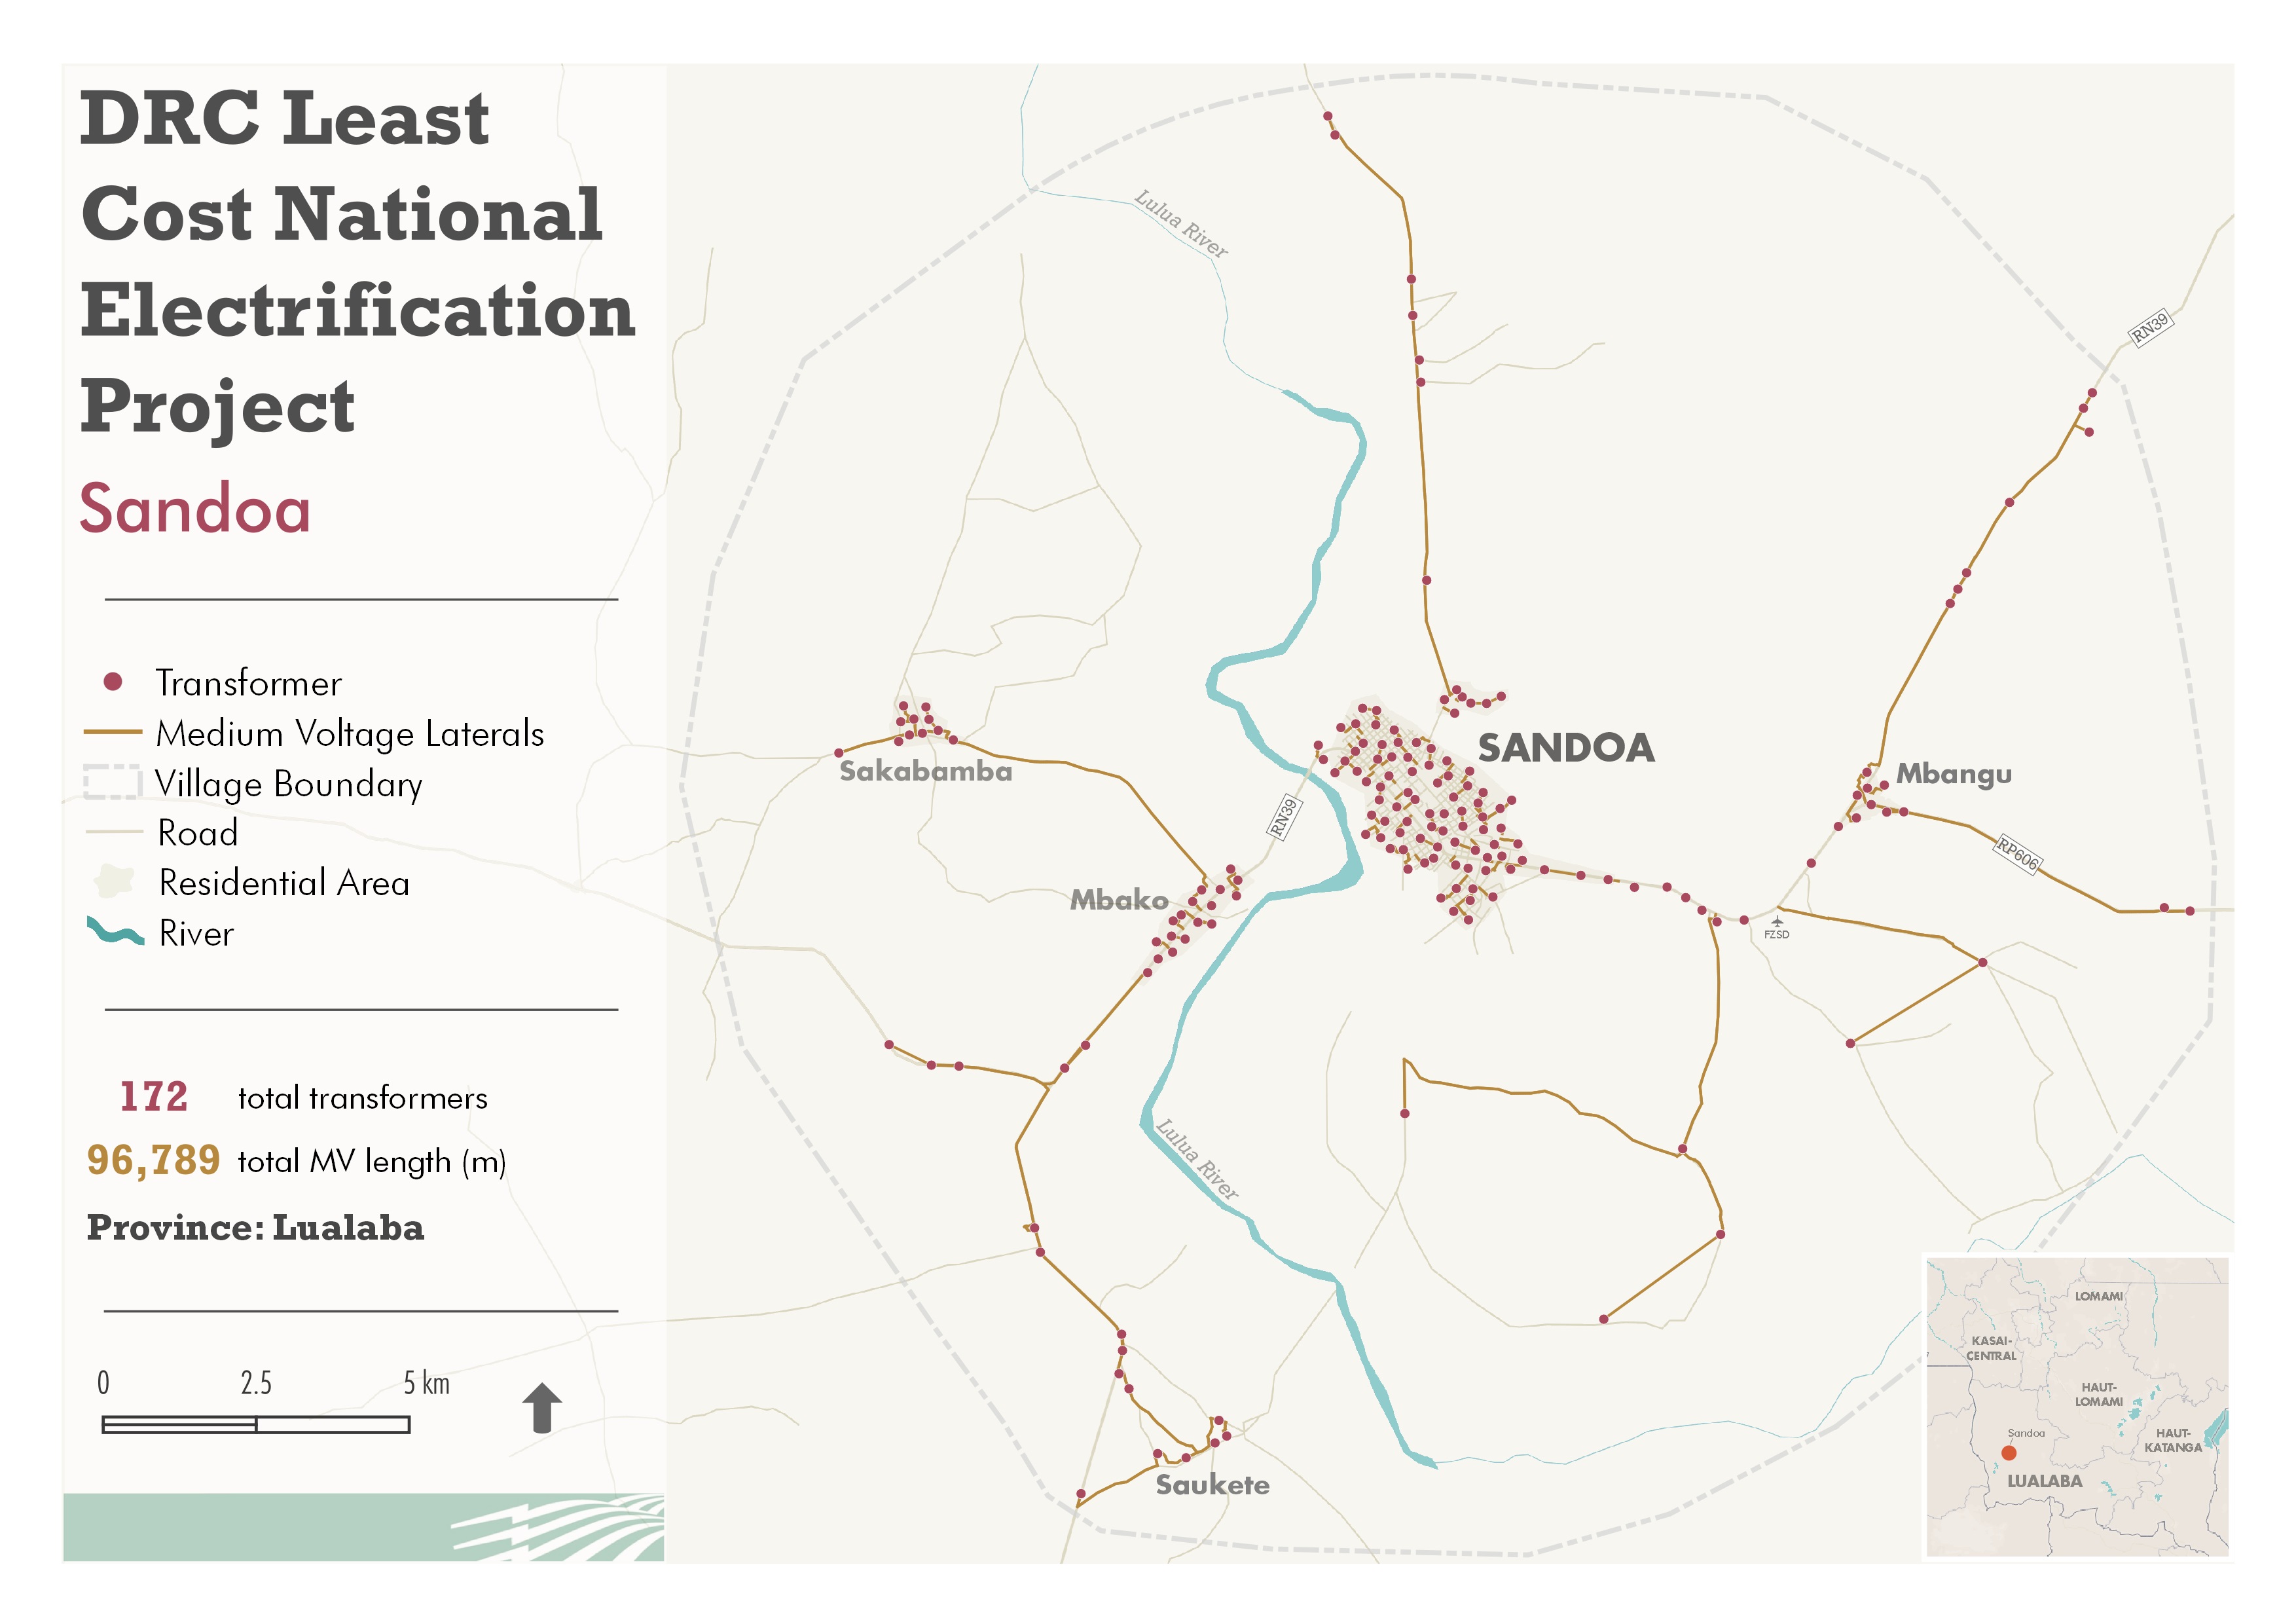 DRC Least
Cost National
Electrification
Project
Sandoa
Transformer
Medium Voltage Laterals
Village Boundary
Road
Residential Area
River
172 total transformers
96,789 total MV length (m)
Province: Lualaba
0 2.5 5 km
Lulua River
RN39
SANDOA
Sakabamba
Mbangu
RN39
RP606
Mbako
FZSD
Lulua River
Saukete
LOMAMI
KASAI-
CENTRAL
HAUT-
LOMAMI
Sandoa
HAUT-
KATANGA
LUALABA